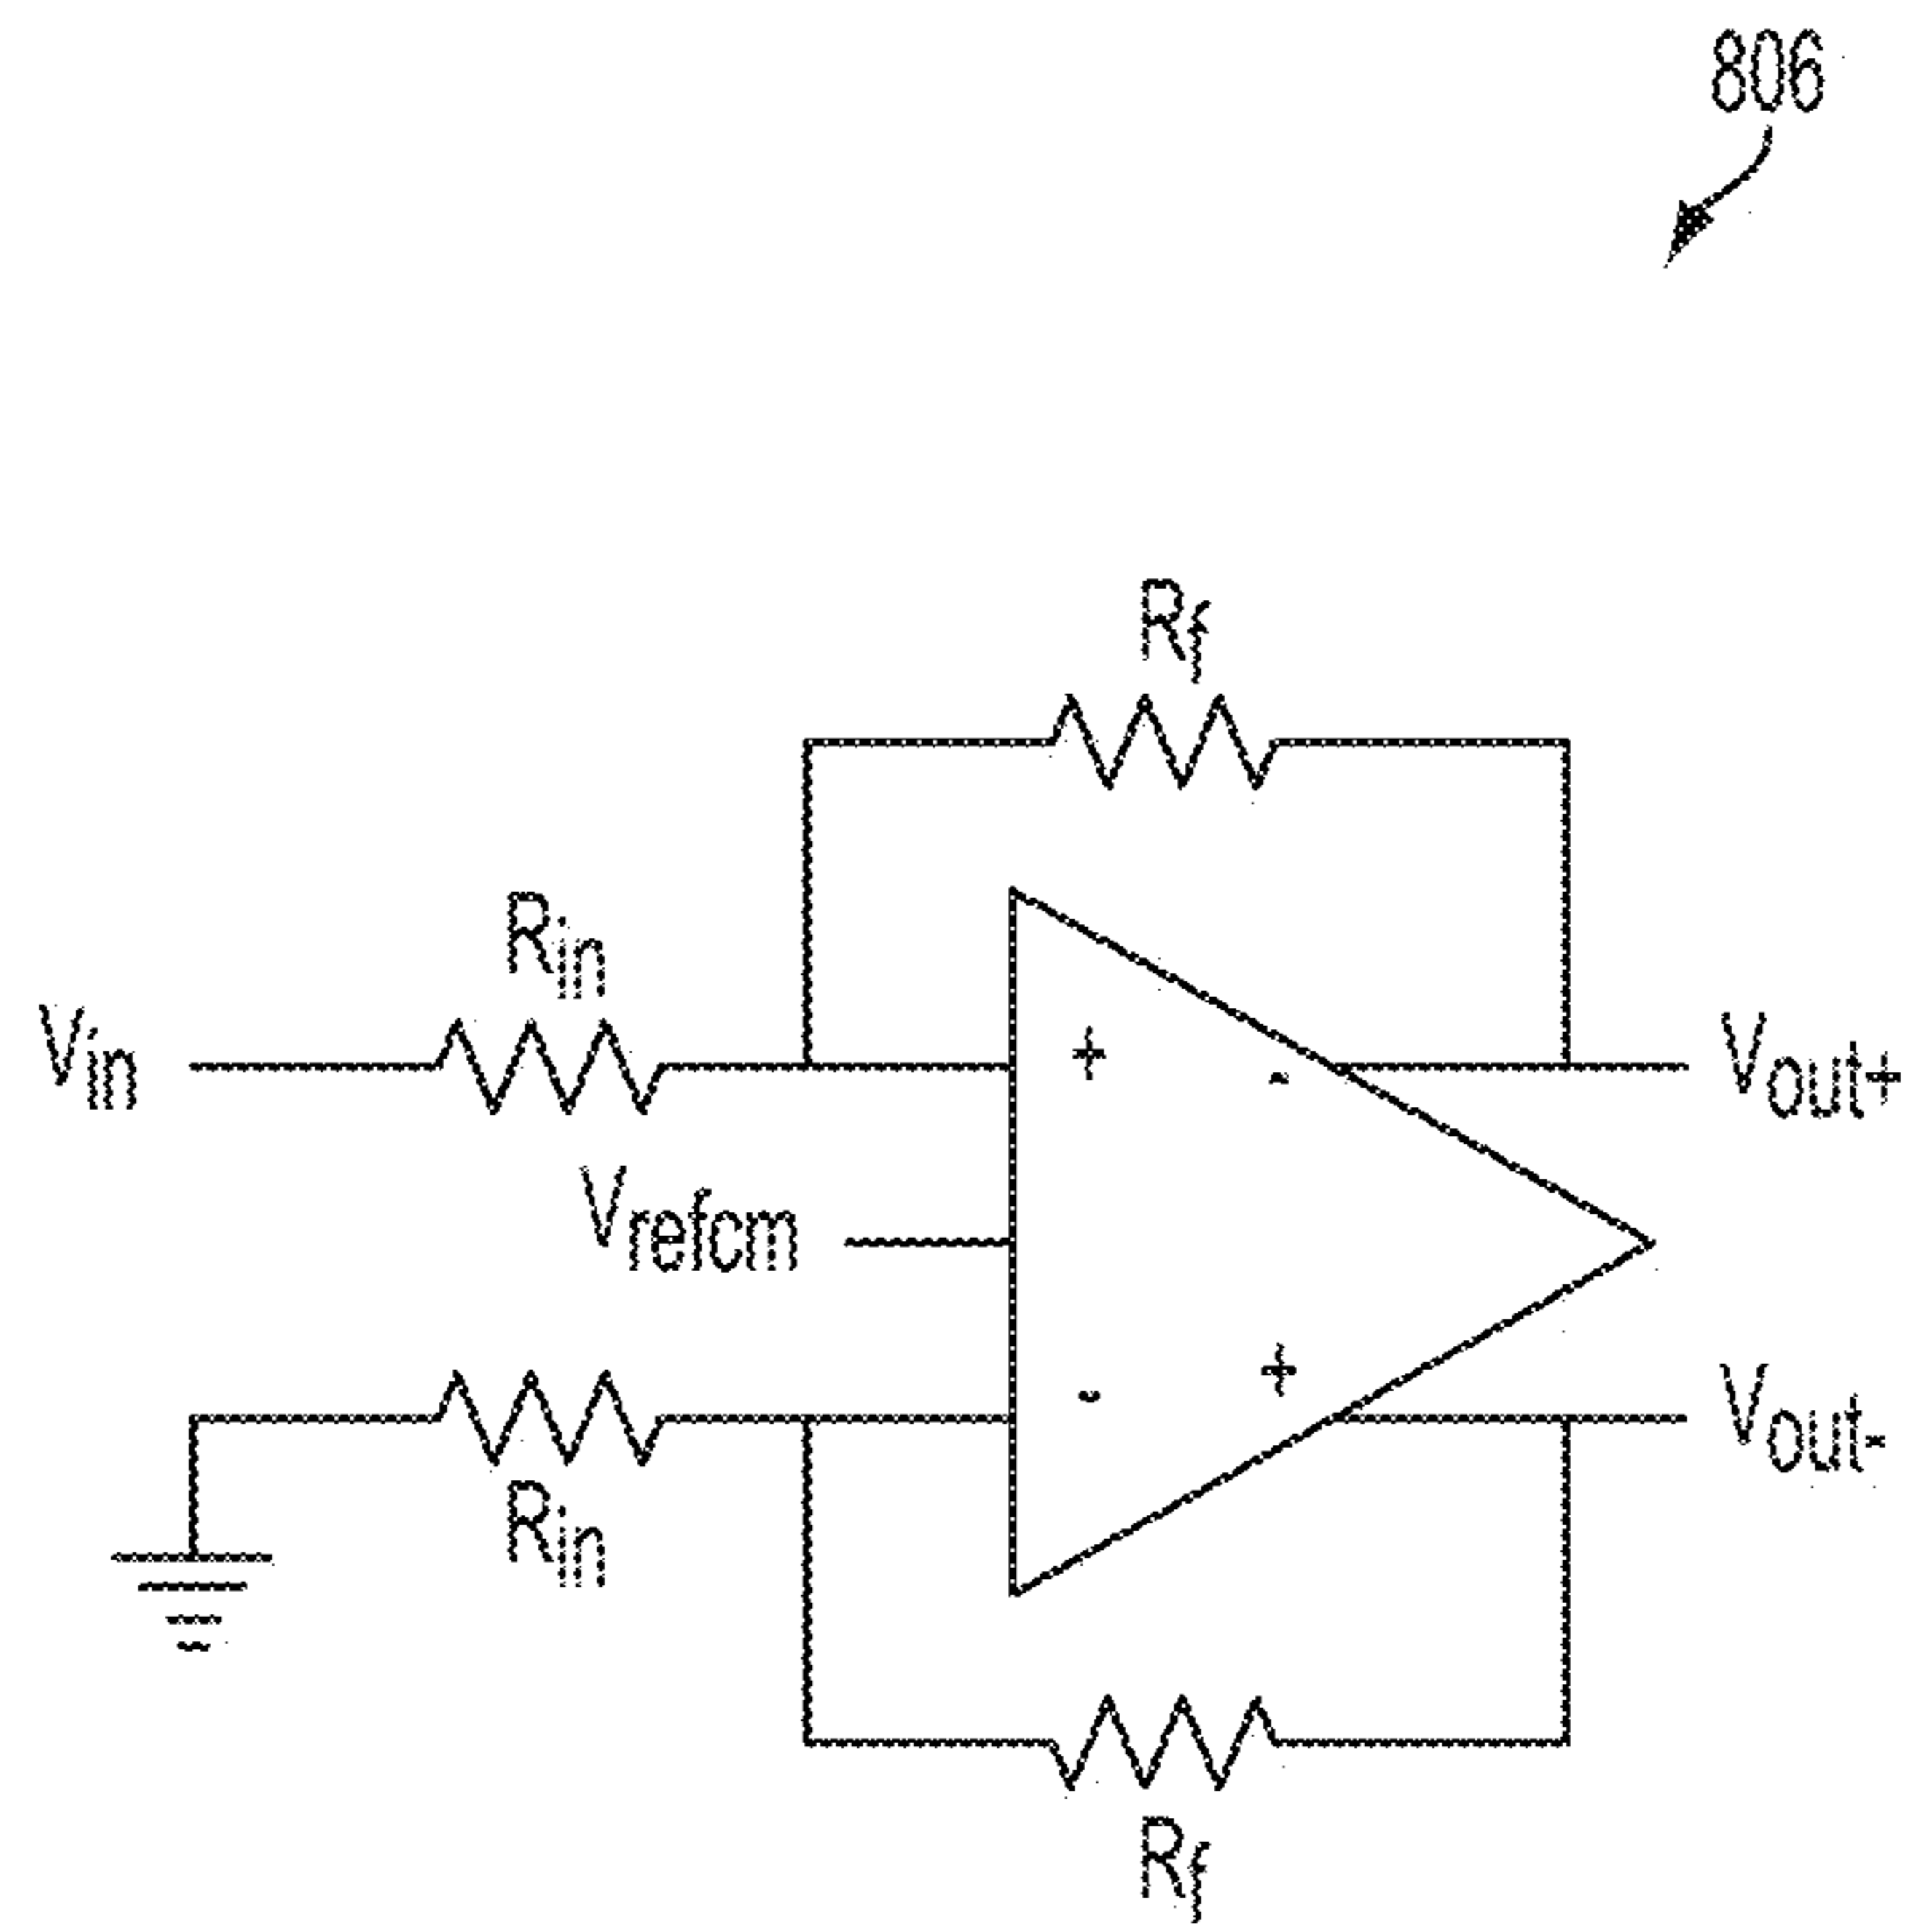 806
Rf
Rin
Vin
+
-
Vout+
Vrefcm
-
+
Vout-
Rin
Rf